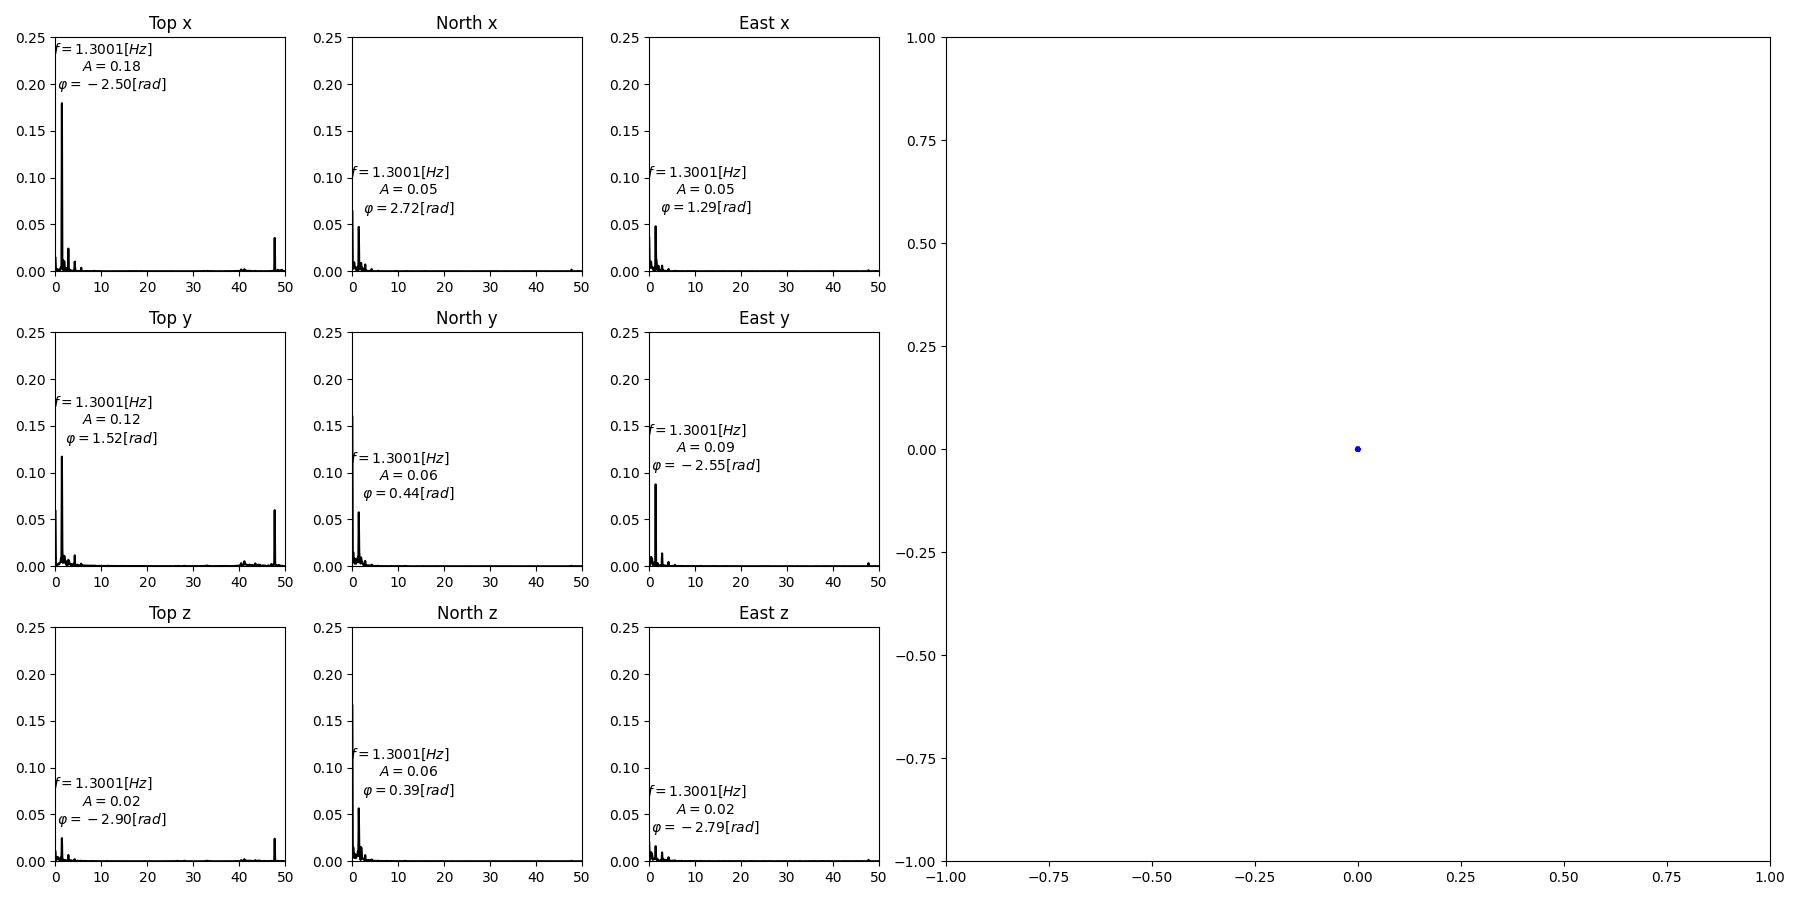 Top x
North x
East x
0.25
0.20
0.15
0.10
0.05
0.00
f = 1.3001[Hz]
A = 0.18
φ = −2.50[rad]
0 10 20 30 40 50
0.25
0.20
0.15
0.10
0.05
0.00
f = 1.3001[Hz]
A = 0.05
φ = 2.72[rad]
0 10 20 30 40 50
0.25
0.20
0.15
0.10
0.05
0.00
f = 1.3001[Hz]
A = 0.05
φ = 1.29[rad]
0 10 20 30 40 50
Top y
North y
East y
0.25
0.20
0.15
0.10
0.05
0.00
f = 1.3001[Hz]
A = 0.12
φ = 1.52[rad]
0 10 20 30 40 50
0.25
0.20
0.15
0.10
0.05
0.00
f = 1.3001[Hz]
A = 0.06
φ = 0.44[rad]
0 10 20 30 40 50
0.25
0.20
0.15
0.10
0.05
0.00
f = 1.3001[Hz]
A = 0.09
φ = −2.55[rad]
0 10 20 30 40 50
Top z
North z
East z
0.25
0.20
0.15
0.10
0.05
0.00
f = 1.3001[Hz]
A = 0.02
φ = −2.90[rad]
0 10 20 30 40 50
0.25
0.20
0.15
0.10
0.05
0.00
f = 1.3001[Hz]
A = 0.06
φ = 0.39[rad]
0 10 20 30 40 50
0.25
0.20
0.15
0.10
0.05
0.00
f = 1.3001[Hz]
A = 0.02
φ = −2.79[rad]
0 10 20 30 40 50
1.00
0.75
0.50
0.25
0.00
−0.25
−0.50
−0.75
−1.00
−1.00 −0.75 −0.50 −0.25 0.00 0.25 0.50 0.75 1.00